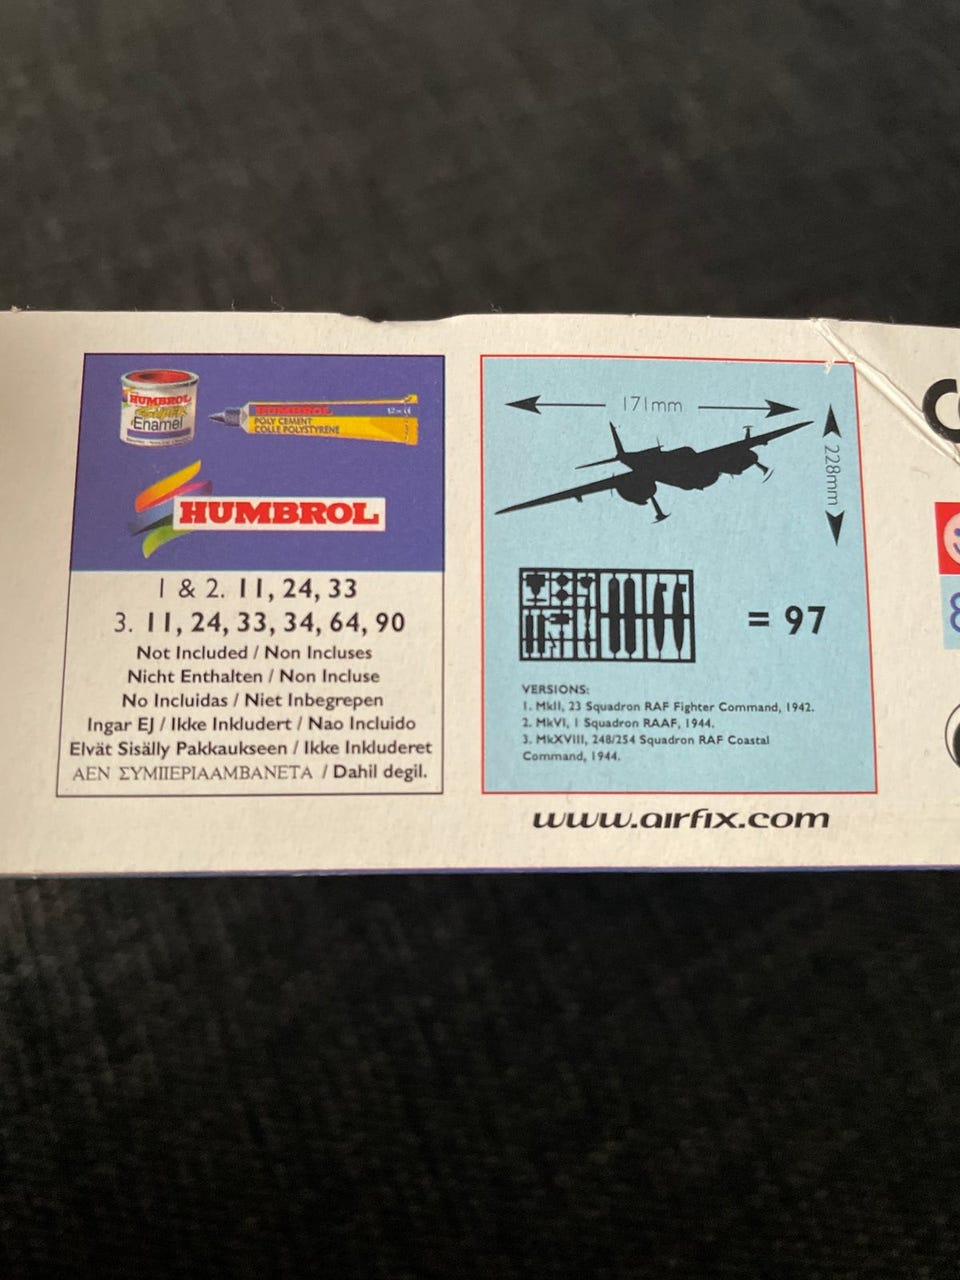 HUMBROL
SUPER
Enamel
HUMBROL
POLY CEMENT
COLLE POLYSTYRENE
HUMBROL
1 & 2. 11, 24, 33
3. 11, 24, 33, 34, 64, 90
Not Included / Non Incluses
Nicht Enthalten / Non Incluse
No Incluidas / Niet Inbegrepen
Ingar EJ / Ikke Inkludert / Nao Incluido
Elvät Sisälly Pakkaukseen / Ikke Inkluderet
ΑΕΝ ΣΥΜΠΕΡΙΑΑΜΒΑΝΕΤΑ / Dahil degil.
171mm
228mm
= 97
VERSIONS:
1. MkII, 23 Squadron RAF Fighter Command, 1942.
2. MkVI, 1 Squadron RAAF, 1944.
3. MkXVIII, 248/254 Squadron RAF Coastal
Command, 1944.
www.airfix.com